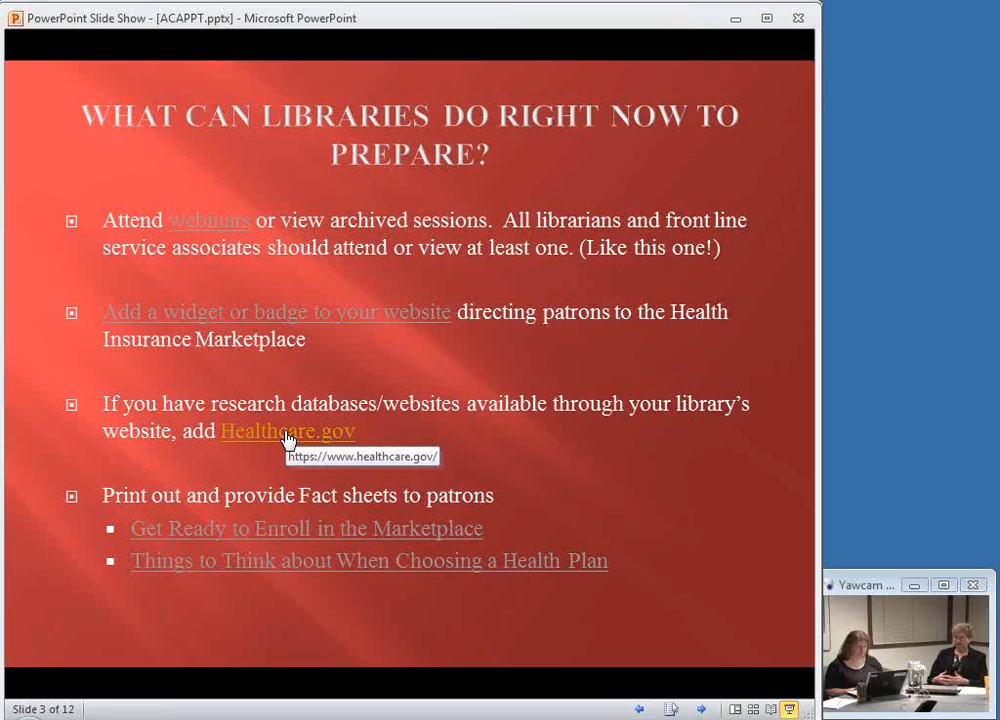 PowerPoint Slide Show - [ACAPPT.pptx] - Microsoft PowerPoint
WHAT CAN LIBRARIES DO RIGHT NOW TO
PREPARE?
Attend webinars or view archived sessions. All librarians and front line
service associates should attend or view at least one. (Like this one!)
Add a widget or badge to your website directing patrons to the Health
Insurance Marketplace
If you have research databases/websites available through your library's
website, add Healthcare.gov
https://www.healthcare.gov/
Print out and provide Fact sheets to patrons
Get Ready to Enroll in the Marketplace
Things to Think about When Choosing a Health Plan
Yawcam ...
Slide 3 of 12